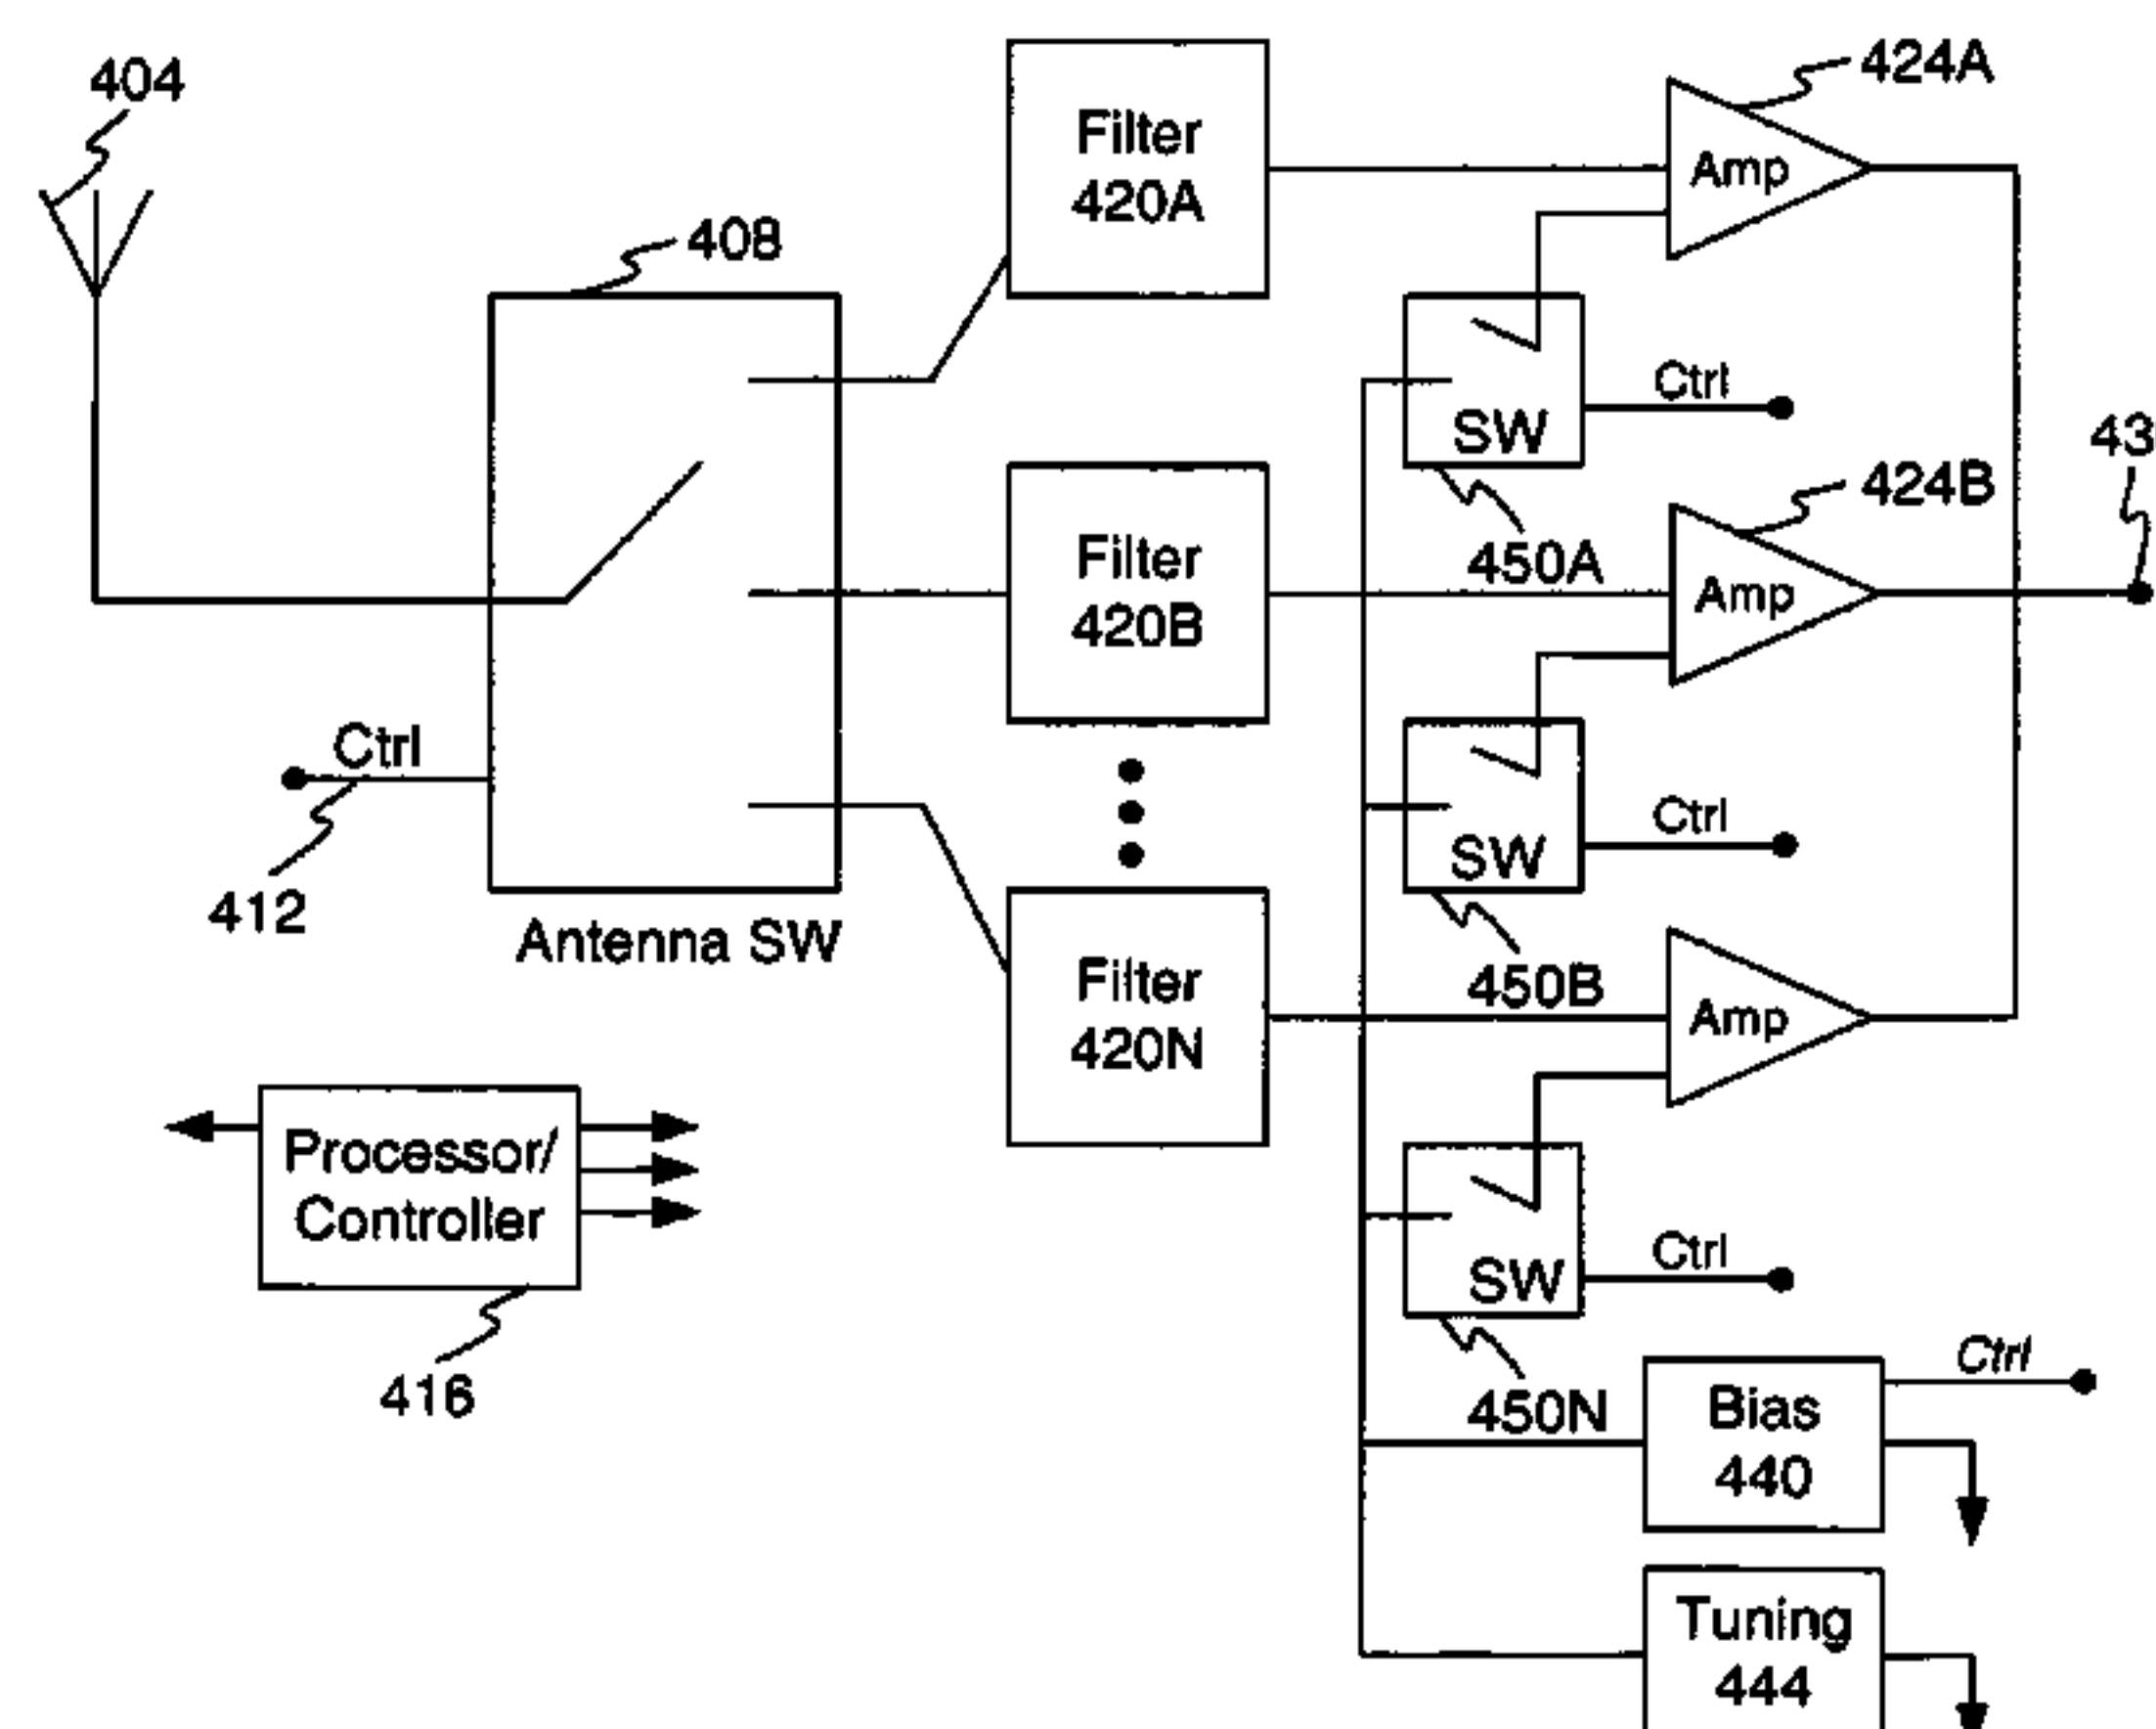 404
408
Filter
420A
424A
Amp
Ctrl
SW
450A
43
Filter
420B
424B
Amp
Ctrl
412
Antenna SW
Ctrl
SW
450B
Filter
420N
Amp
Processor/
Controller
416
Ctrl
SW
450N
Bias
440
Ctrl
Tuning
444